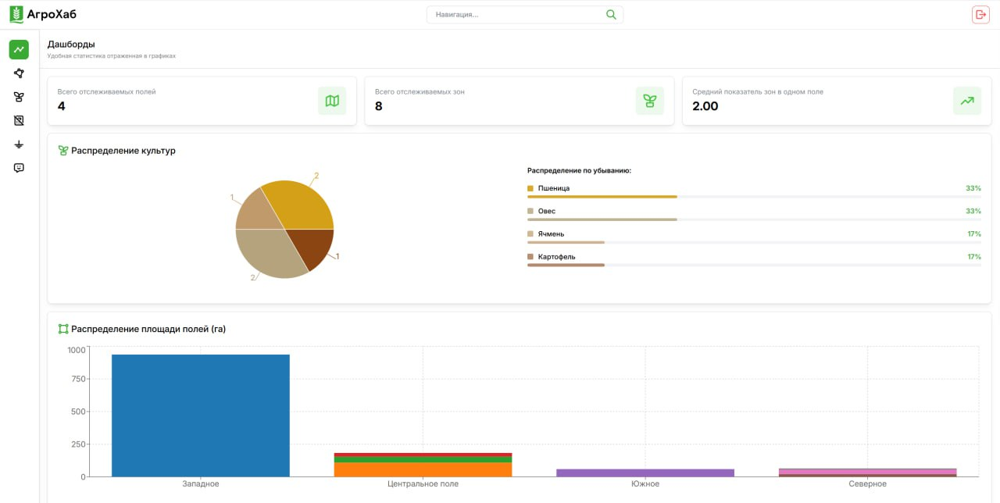 АгроХаб
Навигация...
Дашборды
Удобная статистика отраженная в графиках
Всего отслеживаемых полей
4
Всего отслеживаемых зон
8
Средний показатель зон в одном поле
2.00
Распределение культур
2
1
1
2
Распределение по убыванию:
Пшеница 33%
Овес 33%
Ячмень 17%
Картофель 17%
Распределение площади полей (га)
1000
750
500
250
0
Западное Центральное поле Южное Северное